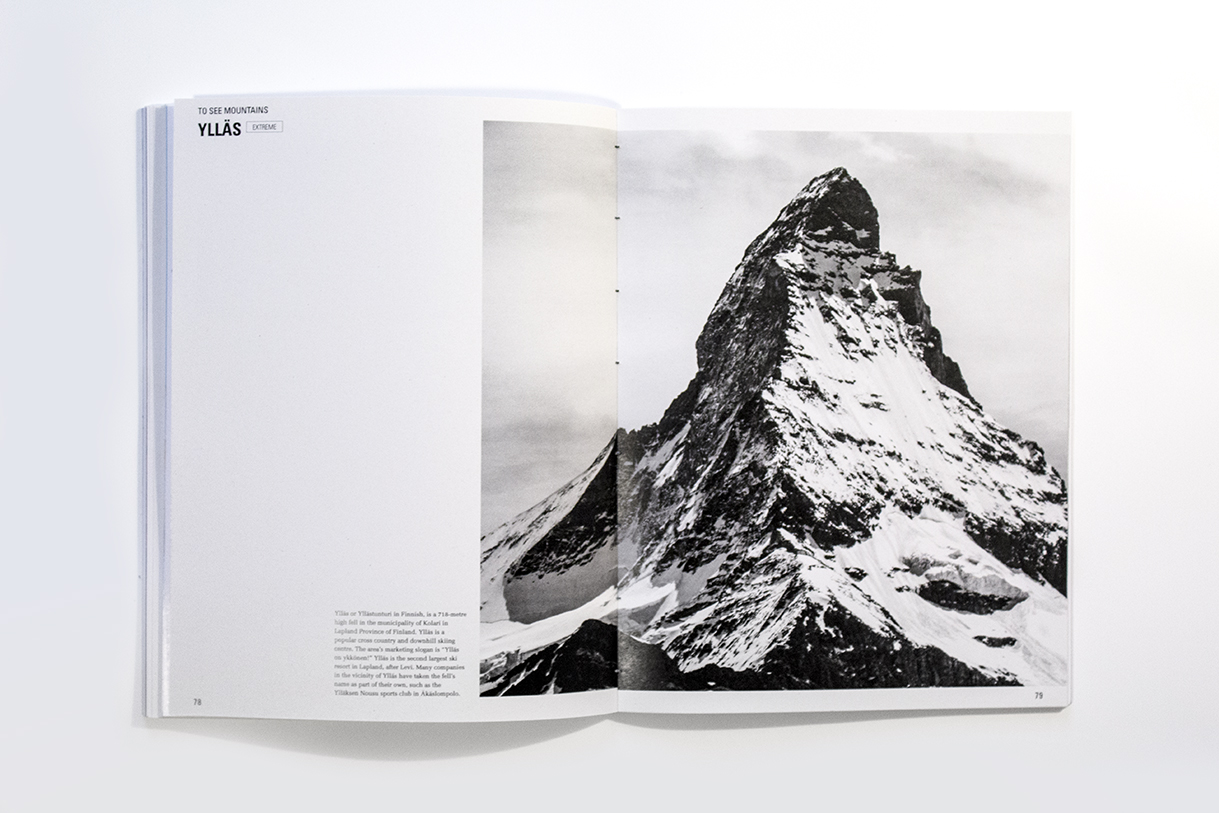 TO SEE MOUNTAINS
YLLÄS EXTREME
Ylläs or Yllästunturi in Finnish, is a 718-metre
high fell in the municipality of Kolari in
Lapland Province of Finland. Ylläs is a
popular cross country and downhill skiing
centre. The area's marketing slogan is "Ylläs
on ykkönen!" Ylläs is the second largest ski
resort in Lapland, after Levi. Many companies
in the vicinity of Ylläs have taken the fell's
name as part of their own, such as the
Ylläksen Nousu sports club in Äkäslompolo.
78
79